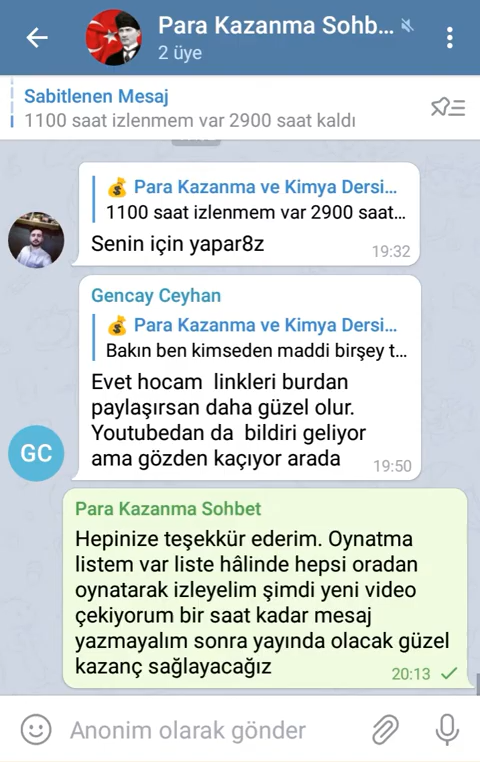 Para Kazanma Sohb...
2 üye
Sabitlenen Mesaj
1100 saat izlenmem var 2900 saat kaldı
Para Kazanma ve Kimya Dersi...
1100 saat izlenmem var 2900 saat...
Senin için yapar8z
19:32
Gencay Ceyhan
Para Kazanma ve Kimya Dersi...
Bakın ben kimseden maddi birşey t...
Evet hocam linkleri burdan
paylaşırsan daha güzel olur.
Youtubedan da bildiri geliyor
ama gözden kaçıyor arada
19:50
GC
Para Kazanma Sohbet
Hepinize teşekkür ederim. Oynatma
listem var liste hâlinde hepsi oradan
oynatarak izleyelim şimdi yeni video
çekiyorum bir saat kadar mesaj
yazmayalım sonra yayında olacak güzel
kazanç sağlayacağız
20:13
Anonim olarak gönder